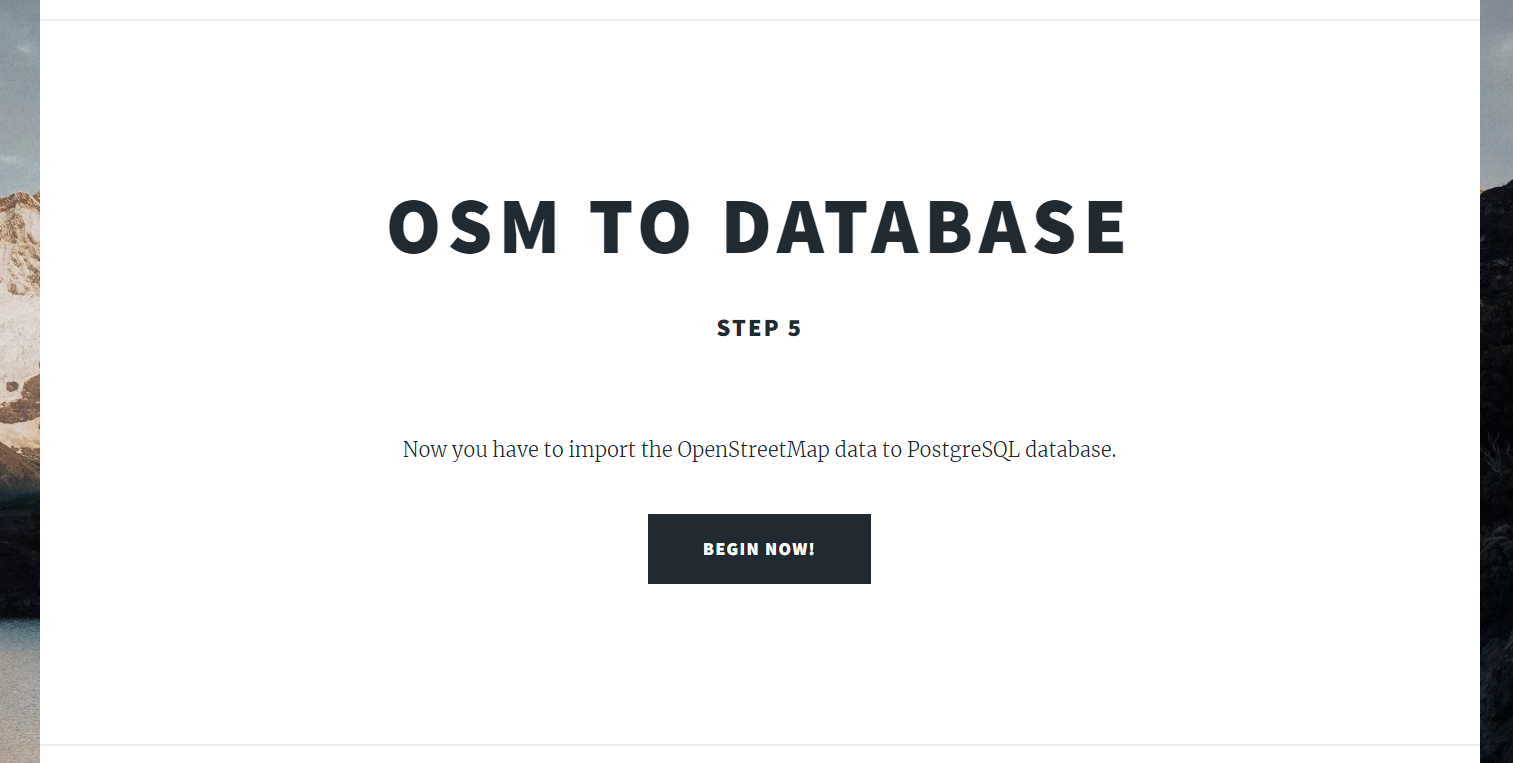 OSM TO DATABASE
STEP 5
Now you have to import the OpenStreetMap data to PostgreSQL database.
BEGIN NOW!